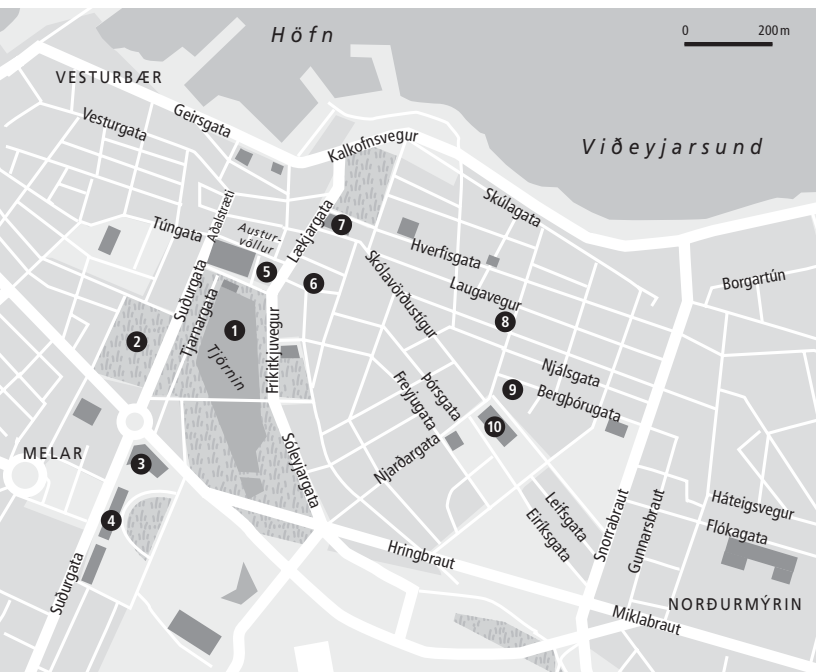 Höfn
0 200 m
VESTURBÆR
Geirsgata
Vesturgata
Kalkofnsvegur
Viðeyjarsund
Skúlagata
Aðalstræti
Túngata
Austur-
völlur
Lækjargata
7
Hverfisgata
Skólavörðustígur
Suðurgata
5
6
Laugavegur
Borgartún
Tjarnargata
1
Tjörnin
Fríkitkjuvegur
2
8
Njálsgata
Bergþórugata
9
Þórsgata
Freyjugata
10
Njarðargata
MELAR
3
Sóleyjargata
4
Leifsgata
Eiríksgata
Snorrabraut
Gunnarsbraut
Háteigsvegur
Flókagata
Suðurgata
Hringbraut
Miklabraut
NORÐURMÝRIN